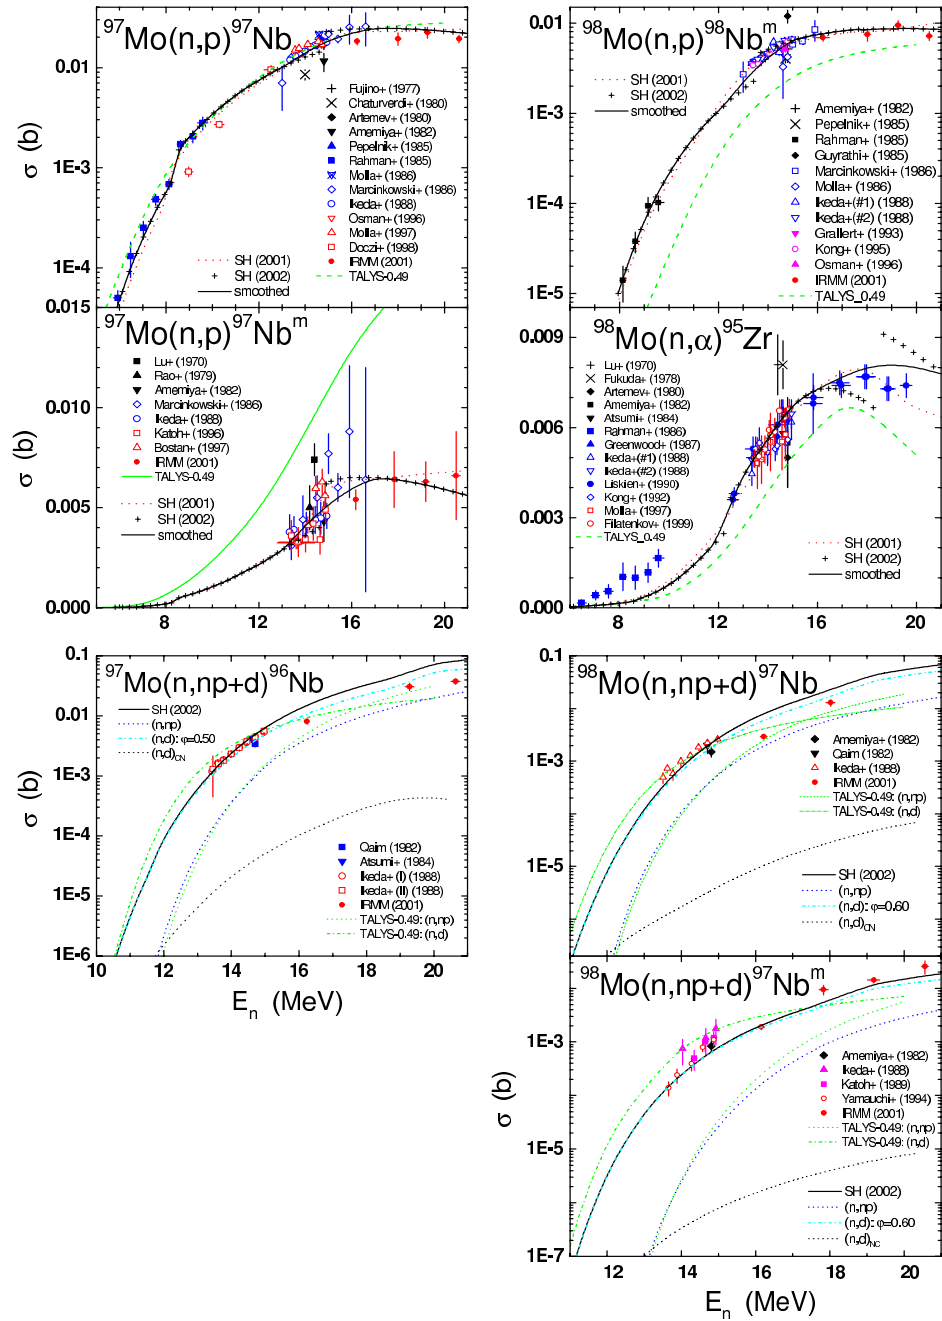 ⁹⁷Mo(n,p)⁹⁷Nb
σ (b)
0.01
1E-3
1E-4
Fujino+ (1977)
Chaturverdi+ (1980)
Artemev+ (1980)
Amemiya+ (1982)
Pepelnik+ (1985)
Rahman+ (1985)
Molla+ (1986)
Marcinkowski+ (1986)
Ikeda+ (1988)
Osman+ (1996)
Molla+ (1997)
Doczi+ (1998)
IRMM (2001)
TALYS-0.49
SH (2001)
SH (2002)
smoothed
⁹⁸Mo(n,p)⁹⁸Nbᵐ
σ (b)
0.01
1E-3
1E-4
1E-5
SH (2001)
SH (2002)
smoothed
Amemiya+ (1982)
Pepelnik+ (1985)
Rahman+ (1985)
Guyrathi+ (1985)
Marcinkowski+ (1986)
Molla+ (1986)
Ikeda+(#1) (1988)
Ikeda+(#2) (1988)
Grallert+ (1993)
Kong+ (1995)
Osman+ (1996)
IRMM (2001)
TALYS_0.49
⁹⁷Mo(n,p)⁹⁷Nbᵐ
σ (b)
0.015
0.010
0.005
0.000
Lu+ (1970)
Rao+ (1979)
Amemiya+ (1982)
Marcinkowski+ (1986)
Ikeda+ (1988)
Katoh+ (1996)
Bostan+ (1997)
IRMM (2001)
TALYS-0.49
SH (2001)
SH (2002)
smoothed
8 12 16 20
⁹⁸Mo(n,α)⁹⁵Zr
σ (b)
0.009
0.006
0.003
0.000
Lu+ (1970)
Fukuda+ (1978)
Artemev+ (1980)
Amemiya+ (1982)
Atsumi+ (1984)
Rahman+ (1986)
Greenwood+ (1987)
Ikeda+(#1) (1988)
Ikeda+(#2) (1988)
Liskien+ (1990)
Kong+ (1992)
Molla+ (1997)
Filatenkov+ (1999)
TALYS_0.49
SH (2001)
SH (2002)
smoothed
8 12 16 20
⁹⁷Mo(n,np+d)⁹⁶Nb
σ (b)
0.1
0.01
1E-3
1E-4
1E-5
1E-6
SH (2002)
(n,np)
(n,d): φ=0.50
(n,d)CN
Qaim (1982)
Atsumi+ (1984)
Ikeda+ (I) (1988)
Ikeda+ (II) (1988)
IRMM (2001)
TALYS-0.49: (n,np)
TALYS-0.49: (n,d)
10 12 14 16 18 20
Eₙ (MeV)
⁹⁸Mo(n,np+d)⁹⁷Nb
σ (b)
0.1
1E-3
1E-5
Amemiya+ (1982)
Qaim (1982)
Ikeda+ (1988)
IRMM (2001)
TALYS-0.49: (n,np)
TALYS-0.49: (n,d)
SH (2002)
(n,np)
(n,d): φ=0.60
(n,d)CN
⁹⁸Mo(n,np+d)⁹⁷Nbᵐ
σ (b)
1E-3
1E-5
1E-7
Amemiya+ (1982)
Ikeda+ (1988)
Katoh+ (1989)
Yamauchi+ (1994)
IRMM (2001)
TALYS-0.49: (n,np)
TALYS-0.49: (n,d)
SH (2002)
(n,np)
(n,d): φ=0.60
(n,d)NC
12 14 16 18 20
Eₙ (MeV)